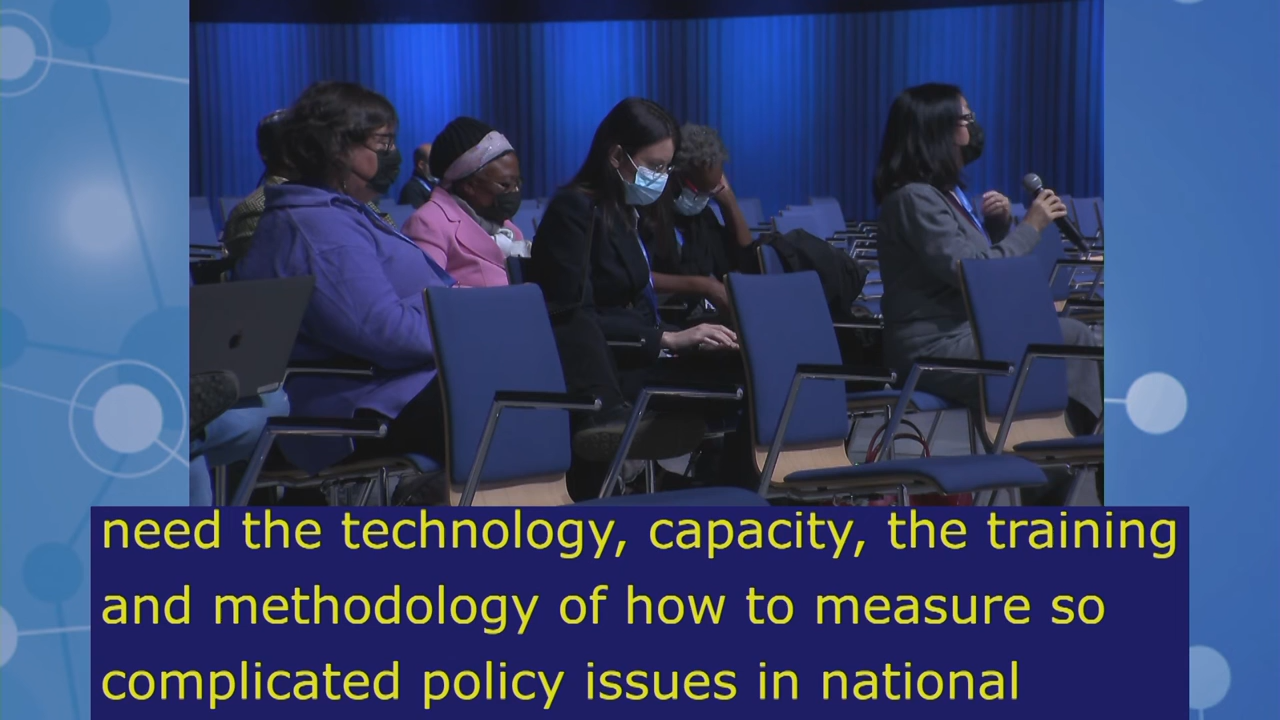 need the technology, capacity, the training
and methodology of how to measure so
complicated policy issues in national